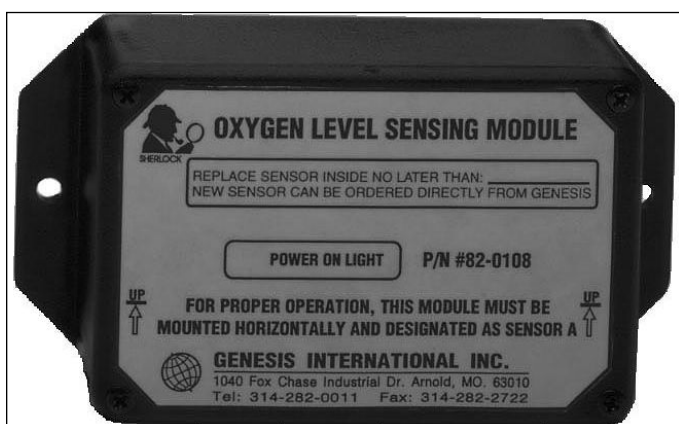 OXYGEN LEVEL SENSING MODULE
SHERLOCK
REPLACE SENSOR INSIDE NO LATER THAN:
NEW SENSOR CAN BE ORDERED DIRECTLY FROM GENESIS
POWER ON LIGHT P/N #82-0108
UP UP
FOR PROPER OPERATION, THIS MODULE MUST BE
MOUNTED HORIZONTALLY AND DESIGNATED AS SENSOR A
GENESIS INTERNATIONAL INC.
1040 Fox Chase Industrial Dr. Arnold, MO. 63010
Tel: 314-282-0011 Fax: 314-282-2722